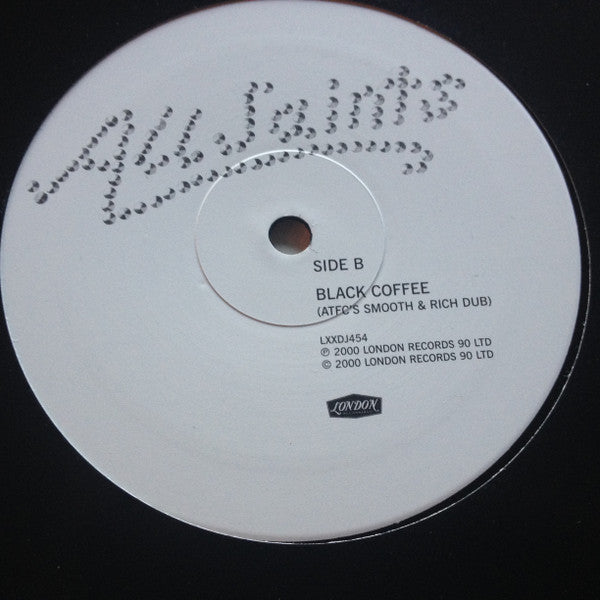 All Saints
SIDE B
BLACK COFFEE
(ATFC'S SMOOTH & RICH DUB)
LXXDJ454
℗ 2000 LONDON RECORDS 90 LTD
© 2000 LONDON RECORDS 90 LTD
LONDON